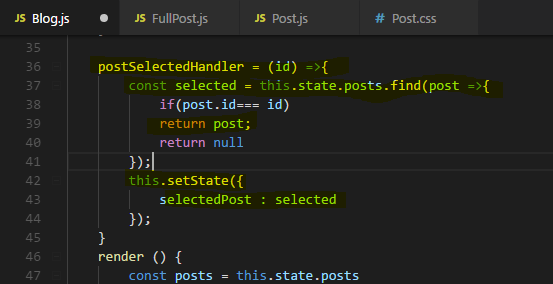 JS Blog.js ● JS FullPost.js JS Post.js # Post.css
35
36 postSelectedHandler = (id) =>{
37 const selected = this.state.posts.find(post =>{
38 if(post.id=== id)
39 return post;
40 return null
41 });
42 this.setState({
43 selectedPost : selected
44 });
45 }
46 render () {
47 const posts = this.state.posts